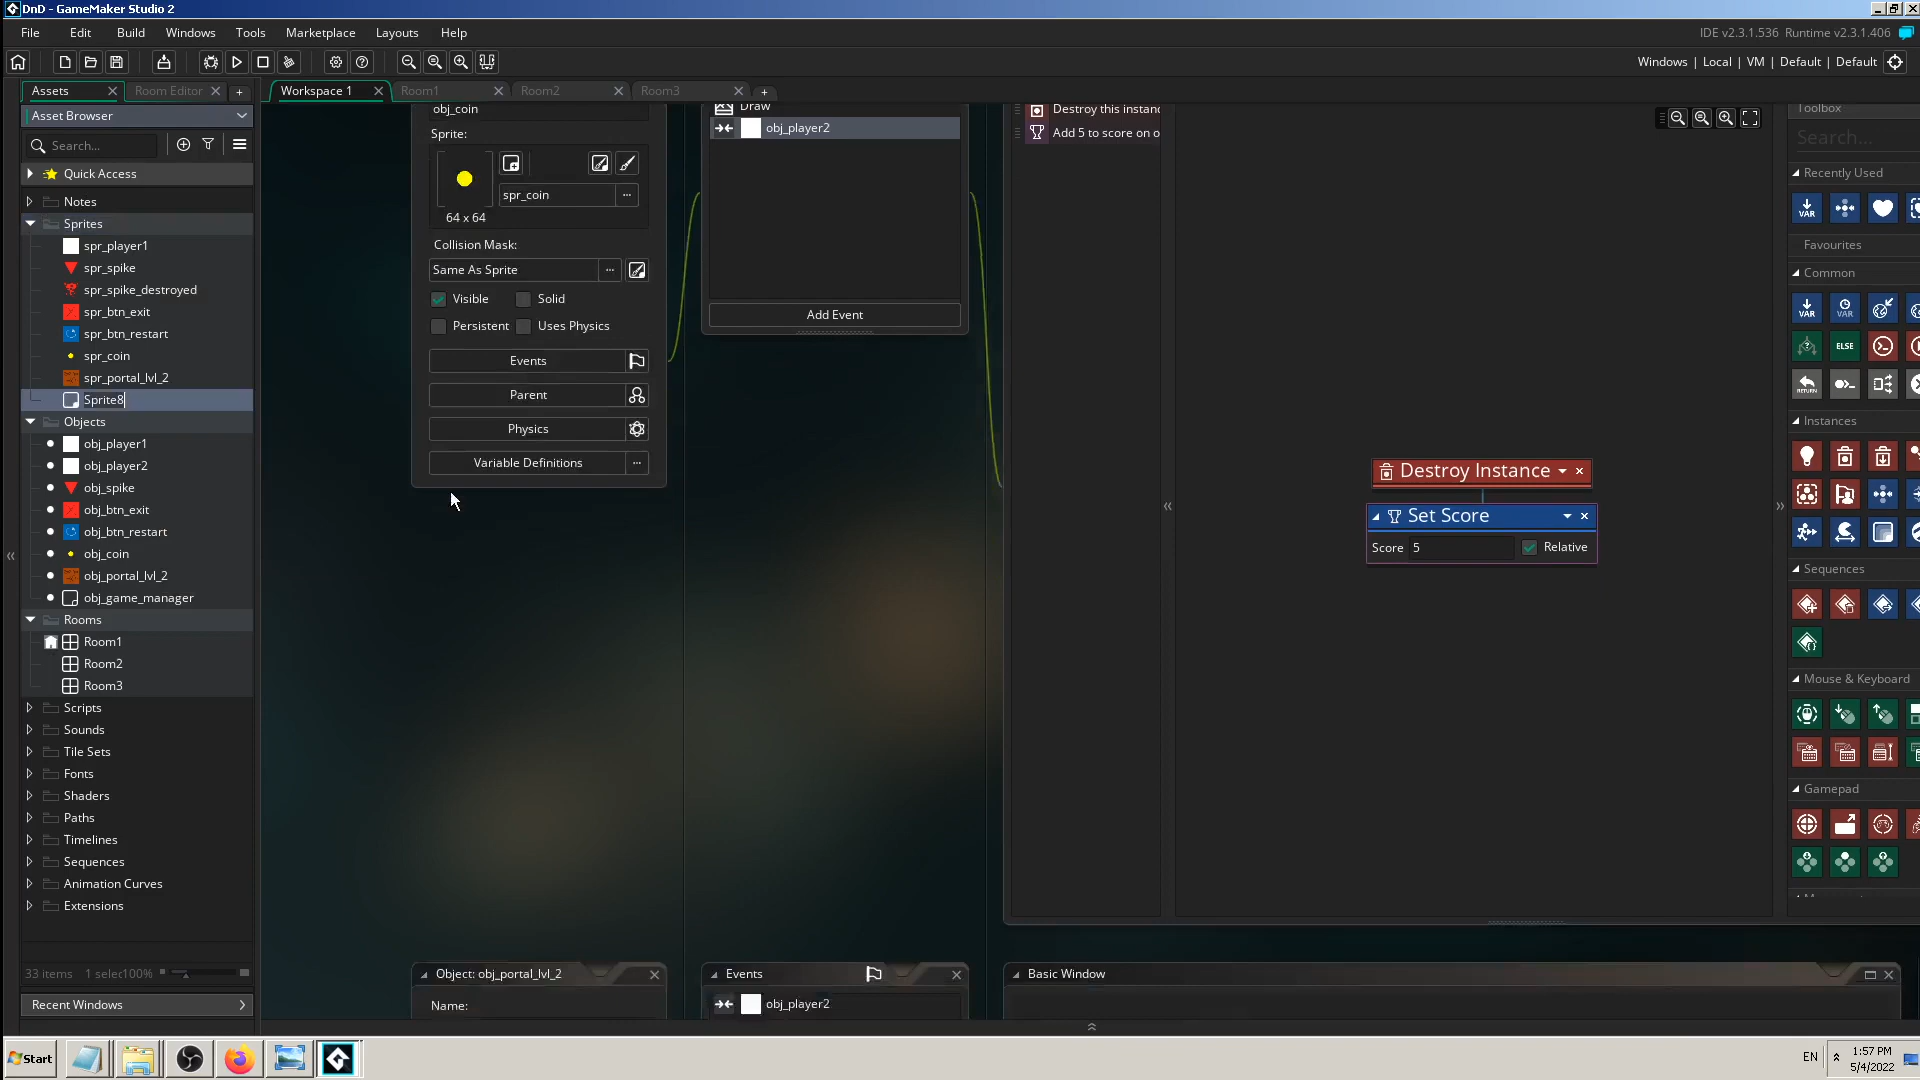 DnD - GameMaker Studio 2
File Edit Build Windows Tools Marketplace Layouts Help
IDE v2.3.1.536 Runtime v2.3.1.406
Windows | Local | VM | Default | Default
Assets
Room Editor
Workspace 1
Room1
Room2
Room3
Asset Browser
Search...
Quick Access
Notes
Sprites
spr_player1
spr_spike
spr_spike_destroyed
spr_btn_exit
spr_btn_restart
spr_coin
spr_portal_lvl_2
Sprite8
Objects
obj_player1
obj_player2
obj_spike
obj_btn_exit
obj_btn_restart
obj_coin
obj_portal_lvl_2
obj_game_manager
Rooms
Room1
Room2
Room3
Scripts
Sounds
Tile Sets
Fonts
Shaders
Paths
Timelines
Sequences
Animation Curves
Extensions
33 items 1 selec100%
Recent Windows
obj_coin
Sprite:
spr_coin
64 x 64
Collision Mask:
Same As Sprite
Visible Solid
Persistent Uses Physics
Events
Parent
Physics
Variable Definitions
Draw
obj_player2
Add Event
Destroy this instanc
Add 5 to score on o
Destroy Instance
Set Score
Score 5 Relative
Toolbox
Search...
Recently Used
VAR
Favourites
Common
VAR VAR
ELSE
RETURN
Instances
Sequences
Mouse & Keyboard
Gamepad
Object: obj_portal_lvl_2
Name:
Events
obj_player2
Basic Window
Start
EN
1:57 PM
5/4/2022